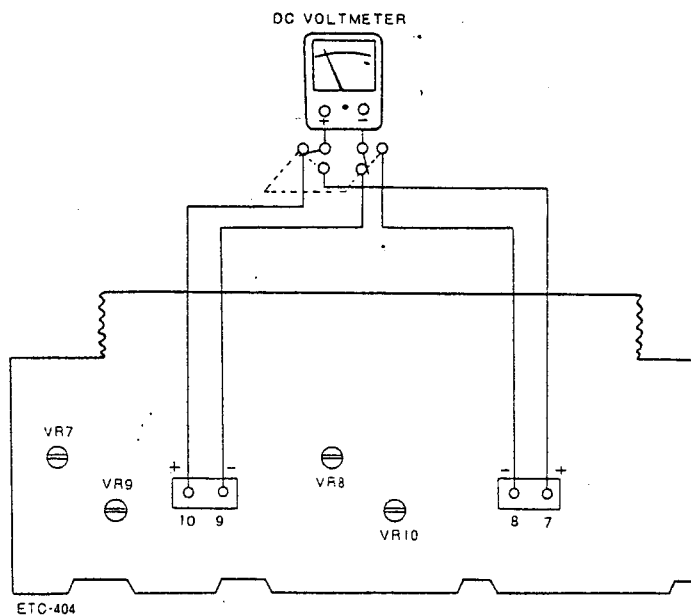 DC VOLTMETER
+ -
VR7
VR9
+ -
10 9
VR8
VR10
- +
8 7
ETC-404